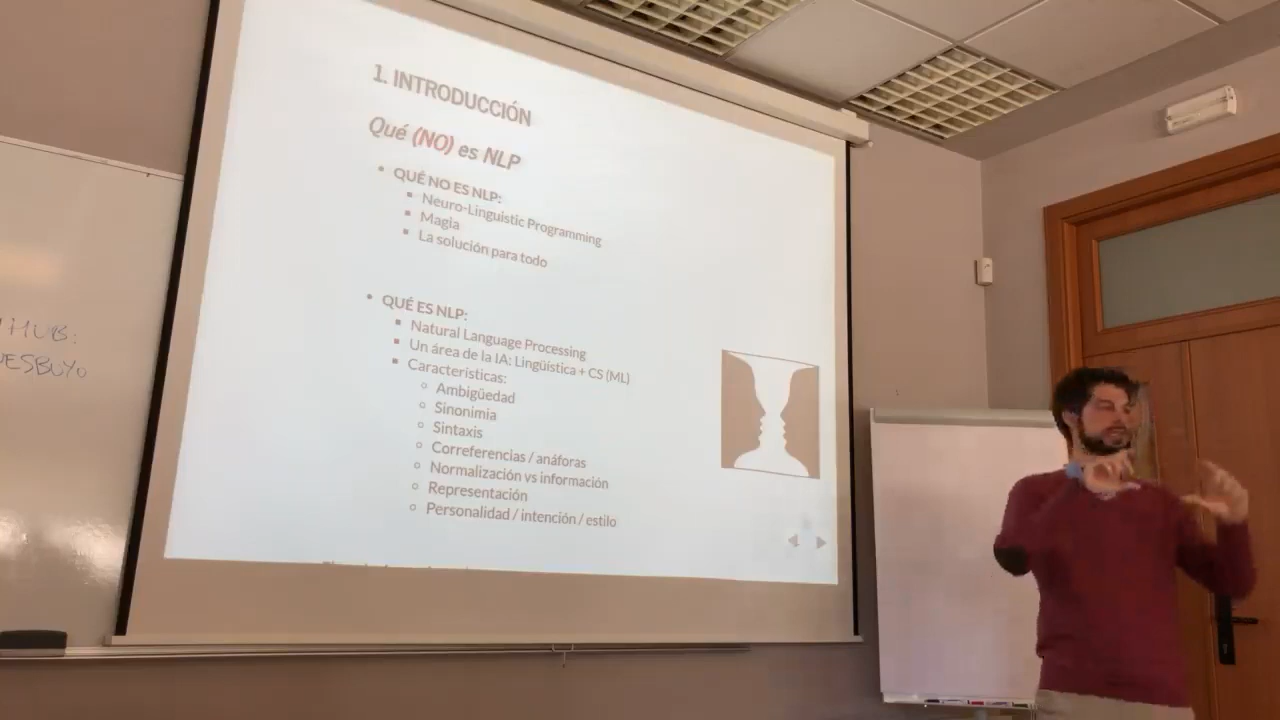 1. INTRODUCCIÓN
Qué (NO) es NLP
• QUÉ NO ES NLP:
▪ Neuro-Linguistic Programming
▪ Magia
▪ La solución para todo
• QUÉ ES NLP:
▪ Natural Language Processing
▪ Un área de la IA: Lingüística + CS (ML)
▪ Características:
○ Ambigüedad
○ Sinonimia
○ Sintaxis
○ Correferencias / anáforas
○ Normalización vs información
○ Representación
○ Personalidad / intención / estilo
HUB:
ESBUYO